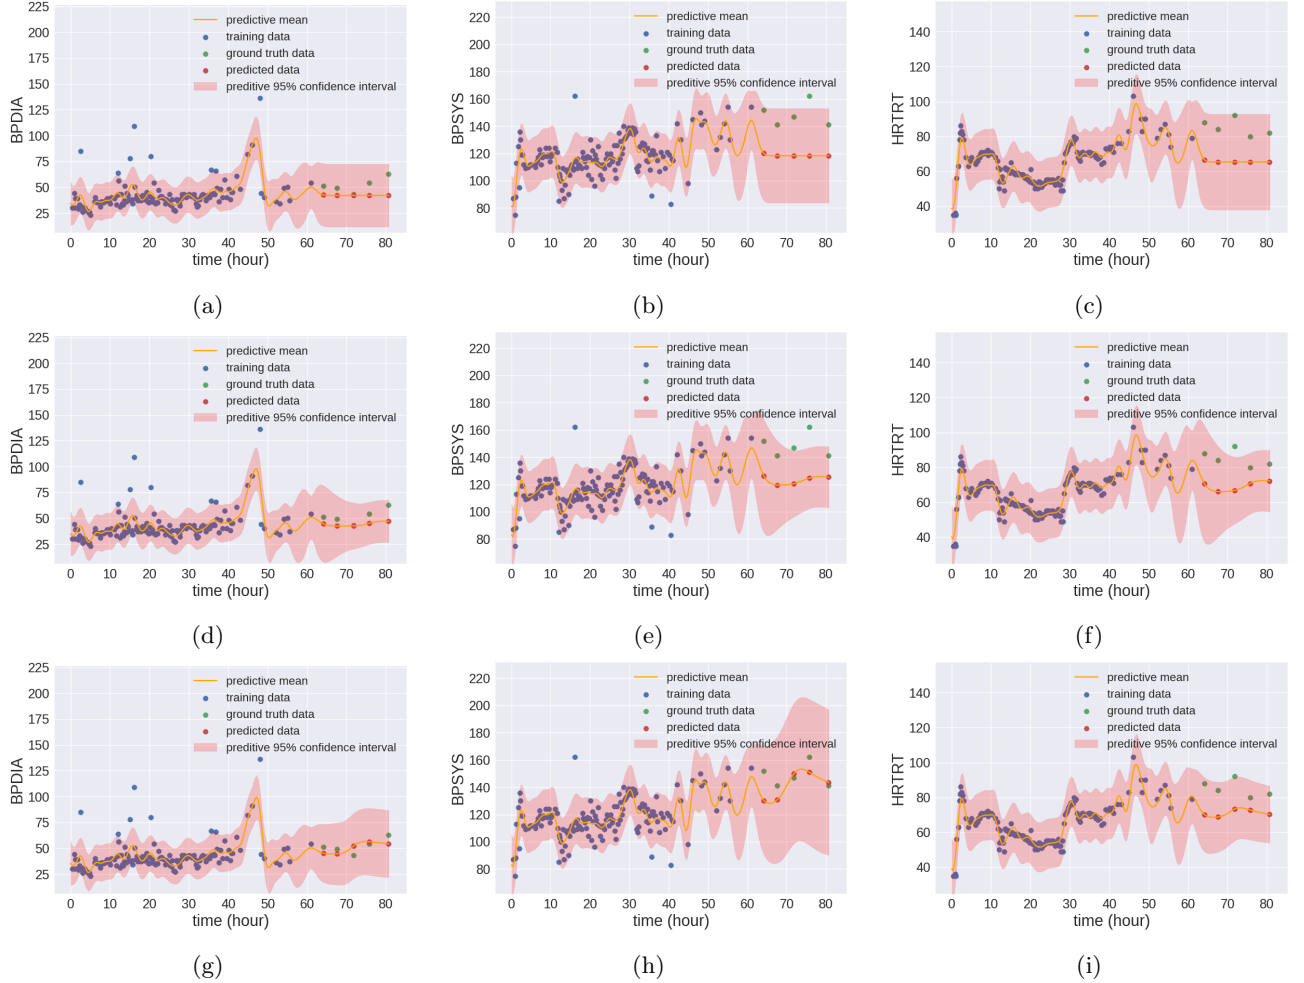 BPDIA
225
200
175
150
125
100
75
50
25
0 10 20 30 40 50 60 70 80
time (hour)
predictive mean
training data
ground truth data
predicted data
preditive 95% confidence interval
(a)
BPSYS
220
200
180
160
140
120
100
80
0 10 20 30 40 50 60 70 80
time (hour)
predictive mean
training data
ground truth data
predicted data
preditive 95% confidence interval
(b)
HRTRT
140
120
100
80
60
40
0 10 20 30 40 50 60 70 80
time (hour)
predictive mean
training data
ground truth data
predicted data
preditive 95% confidence interval
(c)
BPDIA
225
200
175
150
125
100
75
50
25
0 10 20 30 40 50 60 70 80
time (hour)
predictive mean
training data
ground truth data
predicted data
preditive 95% confidence interval
(d)
BPSYS
220
200
180
160
140
120
100
80
0 10 20 30 40 50 60 70 80
time (hour)
predictive mean
training data
ground truth data
predicted data
preditive 95% confidence interval
(e)
HRTRT
140
120
100
80
60
40
0 10 20 30 40 50 60 70 80
time (hour)
predictive mean
training data
ground truth data
predicted data
preditive 95% confidence interval
(f)
BPDIA
225
200
175
150
125
100
75
50
25
0 10 20 30 40 50 60 70 80
time (hour)
predictive mean
training data
ground truth data
predicted data
preditive 95% confidence interval
(g)
BPSYS
220
200
180
160
140
120
100
80
0 10 20 30 40 50 60 70 80
time (hour)
predictive mean
training data
ground truth data
predicted data
preditive 95% confidence interval
(h)
HRTRT
140
120
100
80
60
40
0 10 20 30 40 50 60 70 80
time (hour)
predictive mean
training data
ground truth data
predicted data
preditive 95% confidence interval
(i)